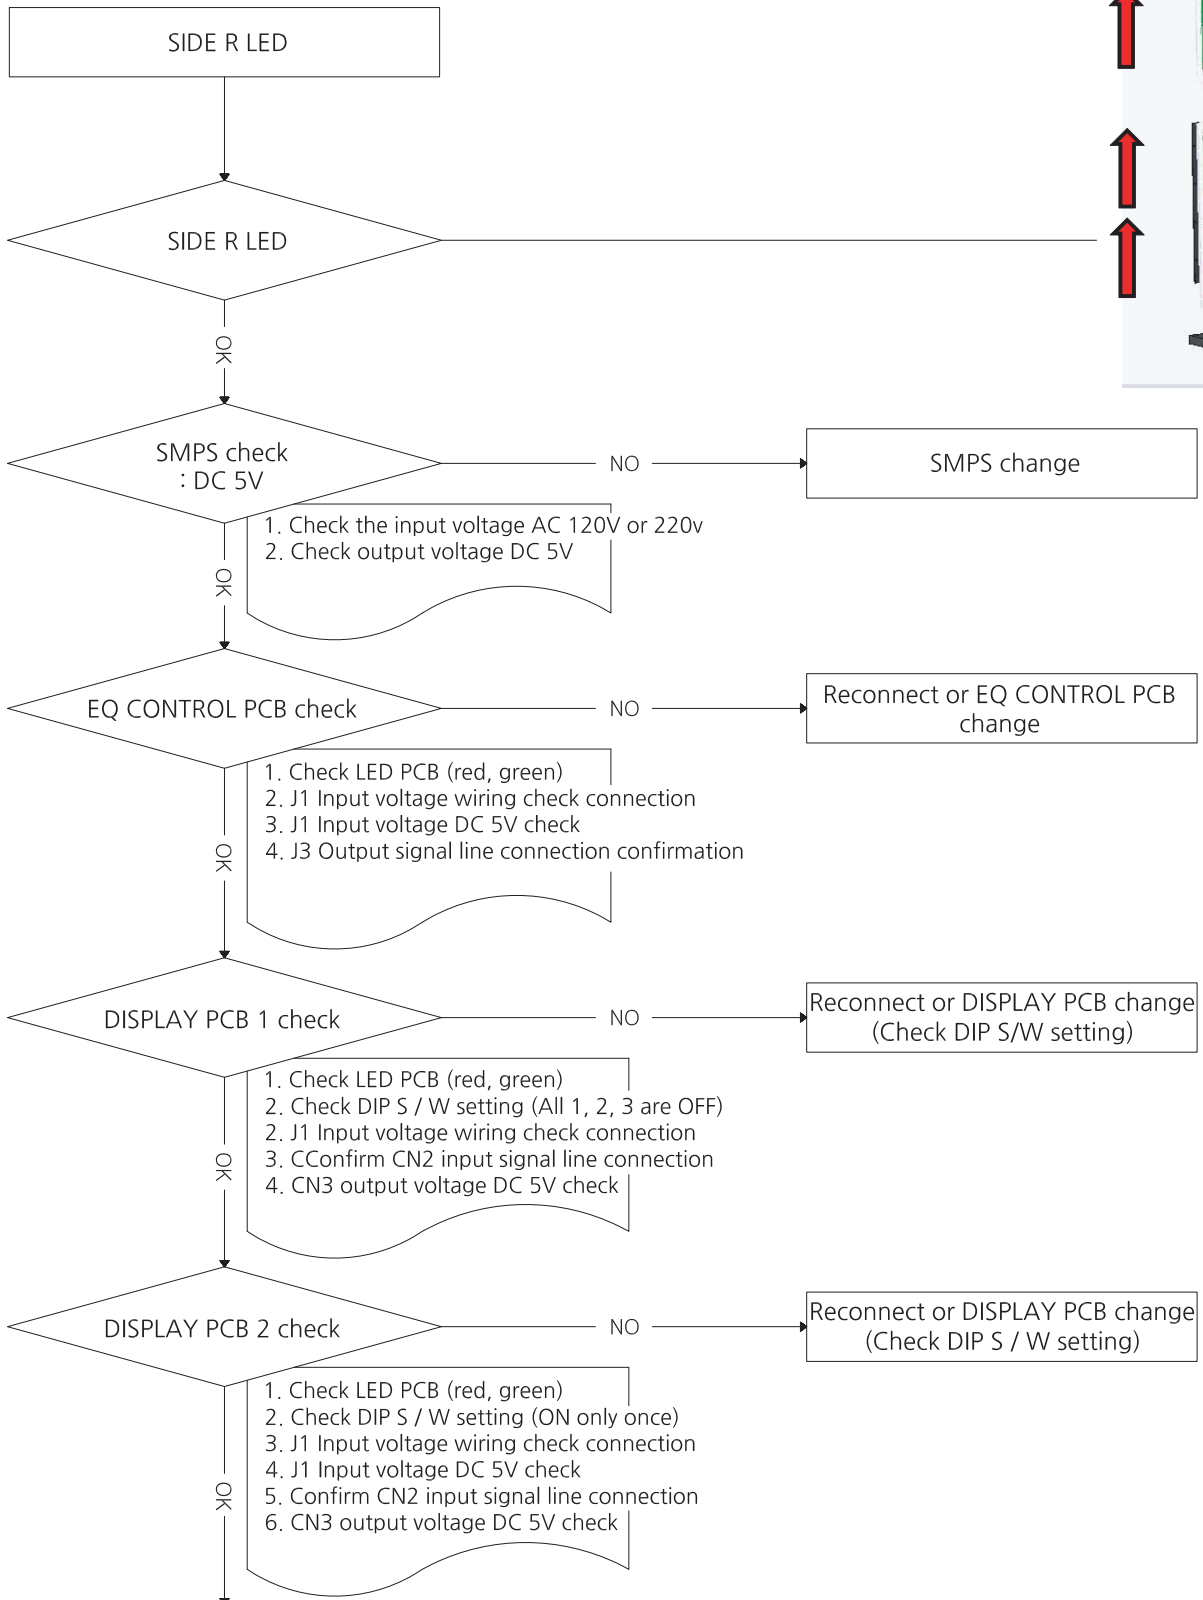 SIDE R LED
SIDE R LED
OK
SMPS check
: DC 5V
NO
SMPS change
1. Check the input voltage AC 120V or 220v
2. Check output voltage DC 5V
OK
EQ CONTROL PCB check
NO
Reconnect or EQ CONTROL PCB
change
1. Check LED PCB (red, green)
2. J1 Input voltage wiring check connection
3. J1 Input voltage DC 5V check
4. J3 Output signal line connection confirmation
OK
DISPLAY PCB 1 check
NO
Reconnect or DISPLAY PCB change
(Check DIP S/W setting)
1. Check LED PCB (red, green)
2. Check DIP S / W setting (All 1, 2, 3 are OFF)
2. J1 Input voltage wiring check connection
3. CConfirm CN2 input signal line connection
4. CN3 output voltage DC 5V check
OK
DISPLAY PCB 2 check
NO
Reconnect or DISPLAY PCB change
(Check DIP S / W setting)
1. Check LED PCB (red, green)
2. Check DIP S / W setting (ON only once)
3. J1 Input voltage wiring check connection
4. J1 Input voltage DC 5V check
5. Confirm CN2 input signal line connection
6. CN3 output voltage DC 5V check
OK